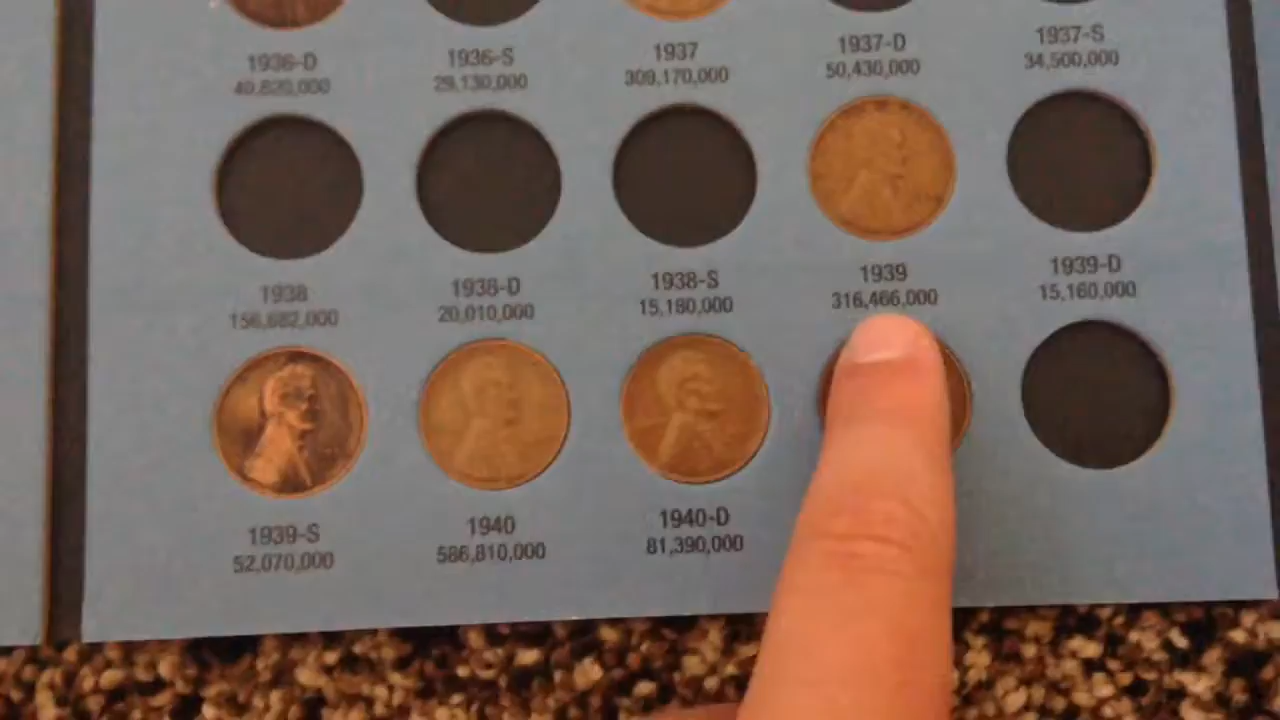 1936-D
40,820,000
1936-S
29,130,000
1937
309,170,000
1937-D
50,430,000
1937-S
34,500,000
1938
156,682,000
1938-D
20,010,000
1938-S
15,180,000
1939
316,466,000
1939-D
15,160,000
1939-S
52,070,000
1940
586,810,000
1940-D
81,390,000